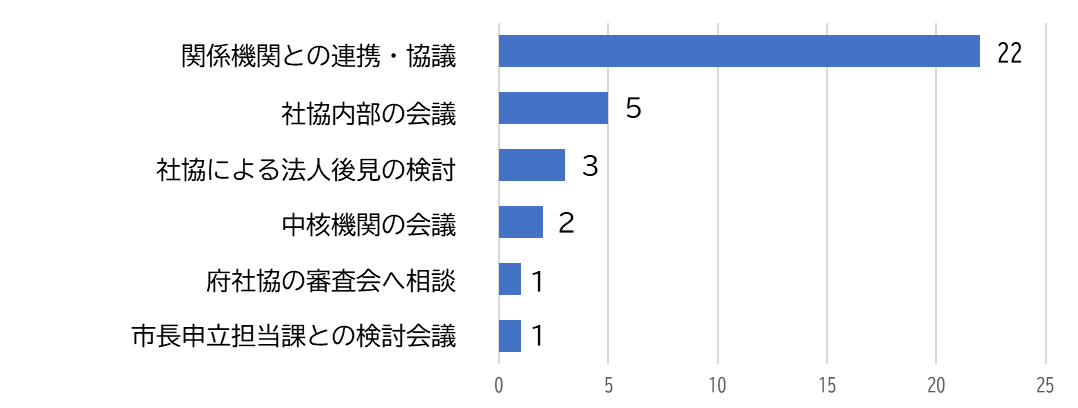 関係機関との連携・協議 22
社協内部の会議 5
社協による法人後見の検討 3
中核機関の会議 2
府社協の審査会へ相談 1
市長申立担当課との検討会議 1
0 5 10 15 20 25